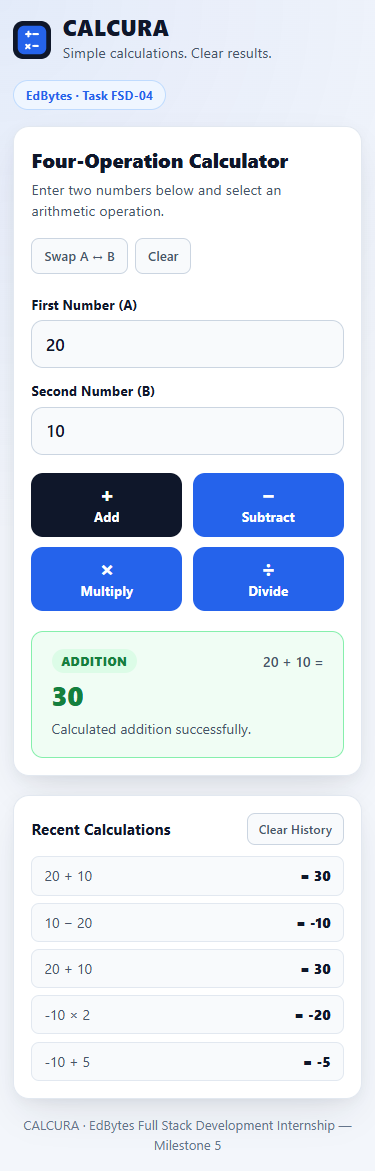 CALCURA
Simple calculations. Clear results.
EdBytes · Task FSD-04
Four-Operation Calculator
Enter two numbers below and select an
arithmetic operation.
Swap A ↔ B
Clear
First Number (A)
20
Second Number (B)
10
+
Add
−
Subtract
×
Multiply
÷
Divide
ADDITION
20 + 10 =
30
Calculated addition successfully.
Recent Calculations
Clear History
20 + 10 = 30
10 − 20 = -10
20 + 10 = 30
-10 × 2 = -20
-10 + 5 = -5
CALCURA · EdBytes Full Stack Development Internship —
Milestone 5